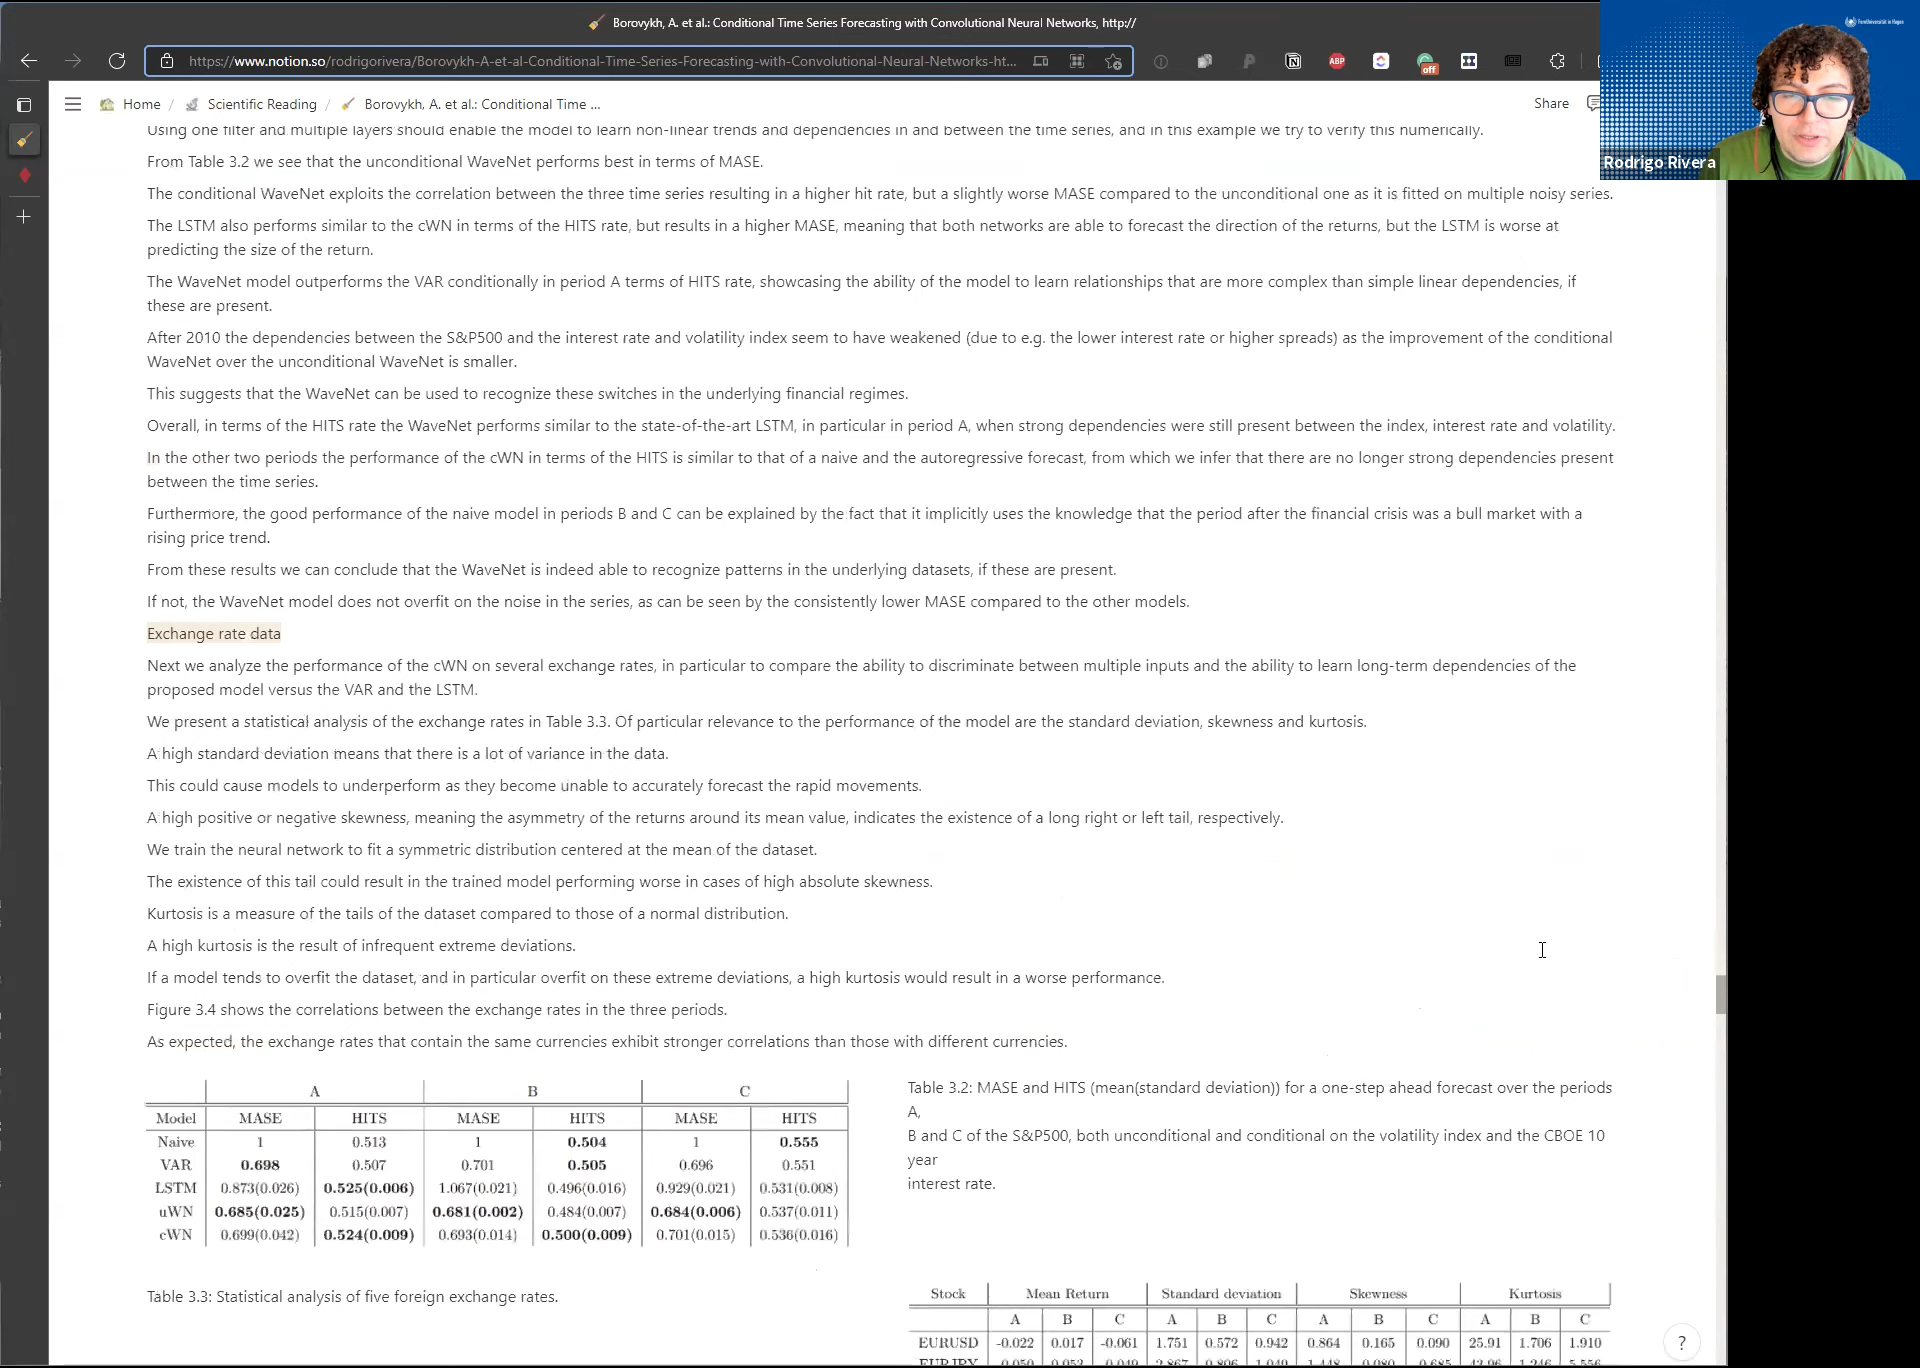 Borovykh, A. et al.: Conditional Time Series Forecasting with Convolutional Neural Networks, http://
https://www.notion.so/rodrigorivera/Borovykh-A-et-al-Conditional-Time-Series-Forecasting-with-Convolutional-Neural-Networks-ht...
ABP
off
Home / Scientific Reading / Borovykh, A. et al.: Conditional Time ...
Share
FernUniversität in Hagen
Rodrigo Rivera
Using one filter and multiple layers should enable the model to learn non-linear trends and dependencies in and between the time series, and in this example we try to verify this numerically.
From Table 3.2 we see that the unconditional WaveNet performs best in terms of MASE.
The conditional WaveNet exploits the correlation between the three time series resulting in a higher hit rate, but a slightly worse MASE compared to the unconditional one as it is fitted on multiple noisy series.
The LSTM also performs similar to the cWN in terms of the HITS rate, but results in a higher MASE, meaning that both networks are able to forecast the direction of the returns, but the LSTM is worse at
predicting the size of the return.
The WaveNet model outperforms the VAR conditionally in period A terms of HITS rate, showcasing the ability of the model to learn relationships that are more complex than simple linear dependencies, if
these are present.
After 2010 the dependencies between the S&P500 and the interest rate and volatility index seem to have weakened (due to e.g. the lower interest rate or higher spreads) as the improvement of the conditional
WaveNet over the unconditional WaveNet is smaller.
This suggests that the WaveNet can be used to recognize these switches in the underlying financial regimes.
Overall, in terms of the HITS rate the WaveNet performs similar to the state-of-the-art LSTM, in particular in period A, when strong dependencies were still present between the index, interest rate and volatility.
In the other two periods the performance of the cWN in terms of the HITS is similar to that of a naive and the autoregressive forecast, from which we infer that there are no longer strong dependencies present
between the time series.
Furthermore, the good performance of the naive model in periods B and C can be explained by the fact that it implicitly uses the knowledge that the period after the financial crisis was a bull market with a
rising price trend.
From these results we can conclude that the WaveNet is indeed able to recognize patterns in the underlying datasets, if these are present.
If not, the WaveNet model does not overfit on the noise in the series, as can be seen by the consistently lower MASE compared to the other models.
Exchange rate data
Next we analyze the performance of the cWN on several exchange rates, in particular to compare the ability to discriminate between multiple inputs and the ability to learn long-term dependencies of the
proposed model versus the VAR and the LSTM.
We present a statistical analysis of the exchange rates in Table 3.3. Of particular relevance to the performance of the model are the standard deviation, skewness and kurtosis.
A high standard deviation means that there is a lot of variance in the data.
This could cause models to underperform as they become unable to accurately forecast the rapid movements.
A high positive or negative skewness, meaning the asymmetry of the returns around its mean value, indicates the existence of a long right or left tail, respectively.
We train the neural network to fit a symmetric distribution centered at the mean of the dataset.
The existence of this tail could result in the trained model performing worse in cases of high absolute skewness.
Kurtosis is a measure of the tails of the dataset compared to those of a normal distribution.
A high kurtosis is the result of infrequent extreme deviations.
If a model tends to overfit the dataset, and in particular overfit on these extreme deviations, a high kurtosis would result in a worse performance.
Figure 3.4 shows the correlations between the exchange rates in the three periods.
As expected, the exchange rates that contain the same currencies exhibit stronger correlations than those with different currencies.
A B C
Model MASE HITS MASE HITS MASE HITS
Naive 1 0.513 1 0.504 1 0.555
VAR 0.698 0.507 0.701 0.505 0.696 0.551
LSTM 0.873(0.026) 0.525(0.006) 1.067(0.021) 0.496(0.016) 0.929(0.021) 0.531(0.008)
uWN 0.685(0.025) 0.515(0.007) 0.681(0.002) 0.484(0.007) 0.684(0.006) 0.537(0.011)
cWN 0.699(0.042) 0.524(0.009) 0.693(0.014) 0.500(0.009) 0.701(0.015) 0.536(0.016)
Table 3.2: MASE and HITS (mean(standard deviation)) for a one-step ahead forecast over the periods
A,
B and C of the S&P500, both unconditional and conditional on the volatility index and the CBOE 10
year
interest rate.
Table 3.3: Statistical analysis of five foreign exchange rates.
Stock Mean Return Standard deviation Skewness Kurtosis
A B C A B C A B C A B C
EURUSD -0.022 0.017 -0.061 1.751 0.572 0.942 0.864 0.165 0.090 25.91 1.706 1.910
?